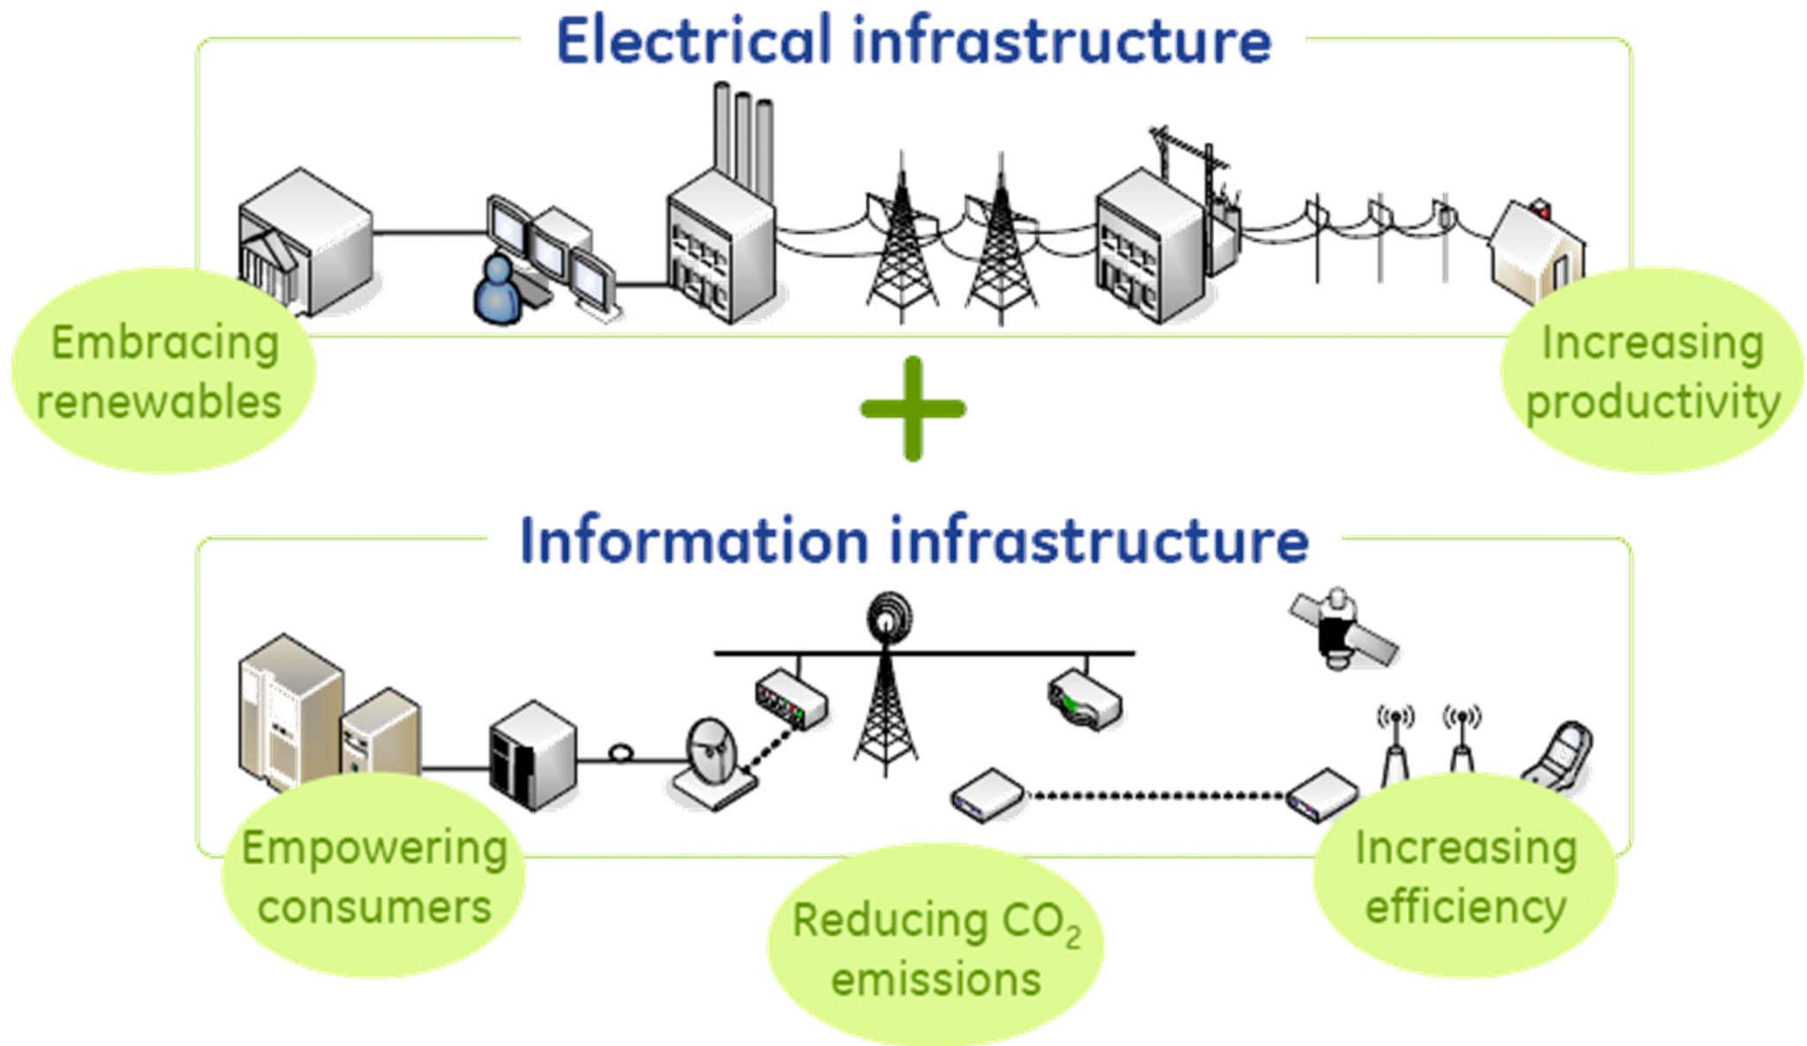 Electrical infrastructure
Embracing
renewables
Increasing
productivity
Information infrastructure
Empowering
consumers
Reducing CO₂
emissions
Increasing
efficiency